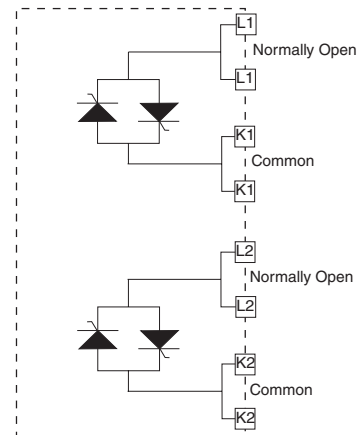 L1
Normally Open
L1
K1
Common
K1
L2
Normally Open
L2
K2
Common
K2